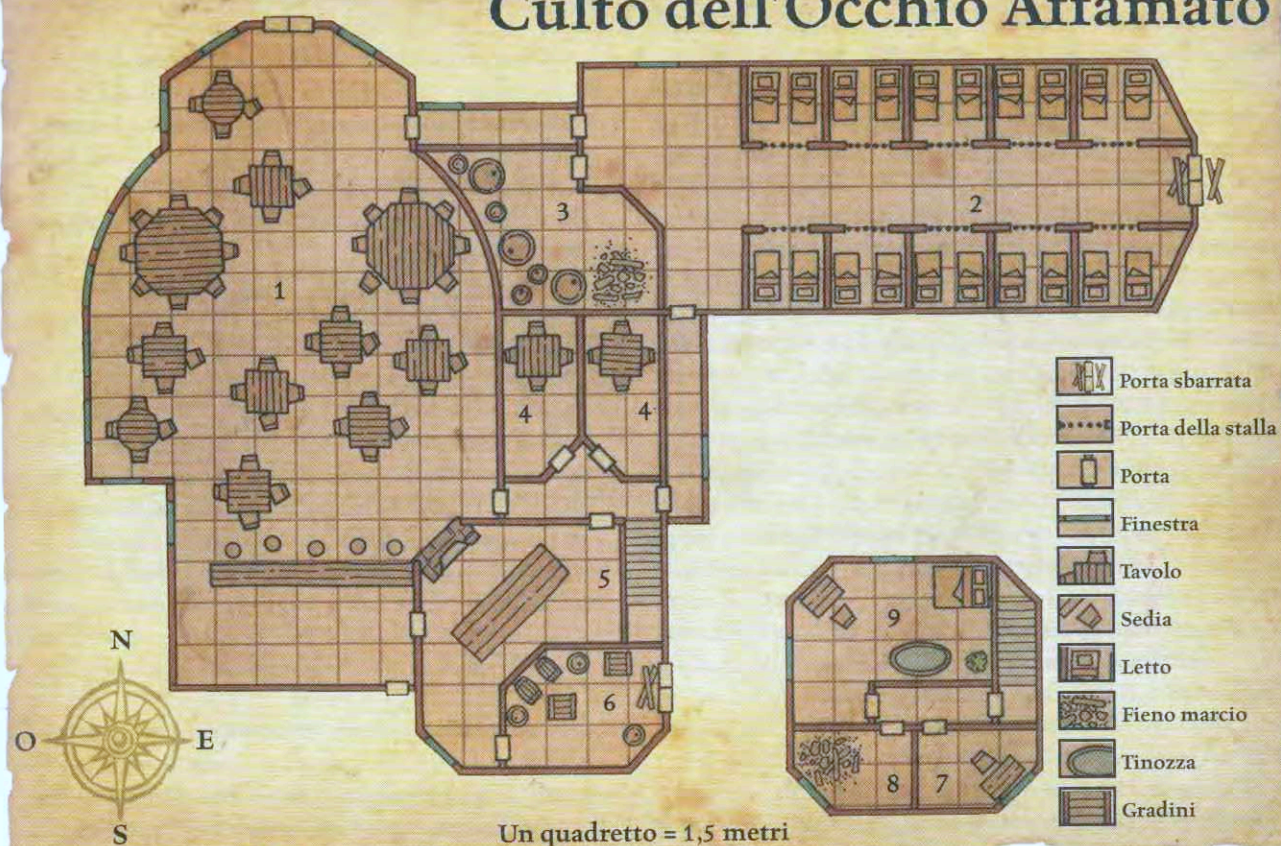 Culto dell'Occhio Affamato
1
2
3
4
4
5
6
7
8
9
Porta sbarrata
Porta della stalla
Porta
Finestra
Tavolo
Sedia
Letto
Fieno marcio
Tinozza
Gradini
N
O
E
S
Un quadretto = 1,5 metri